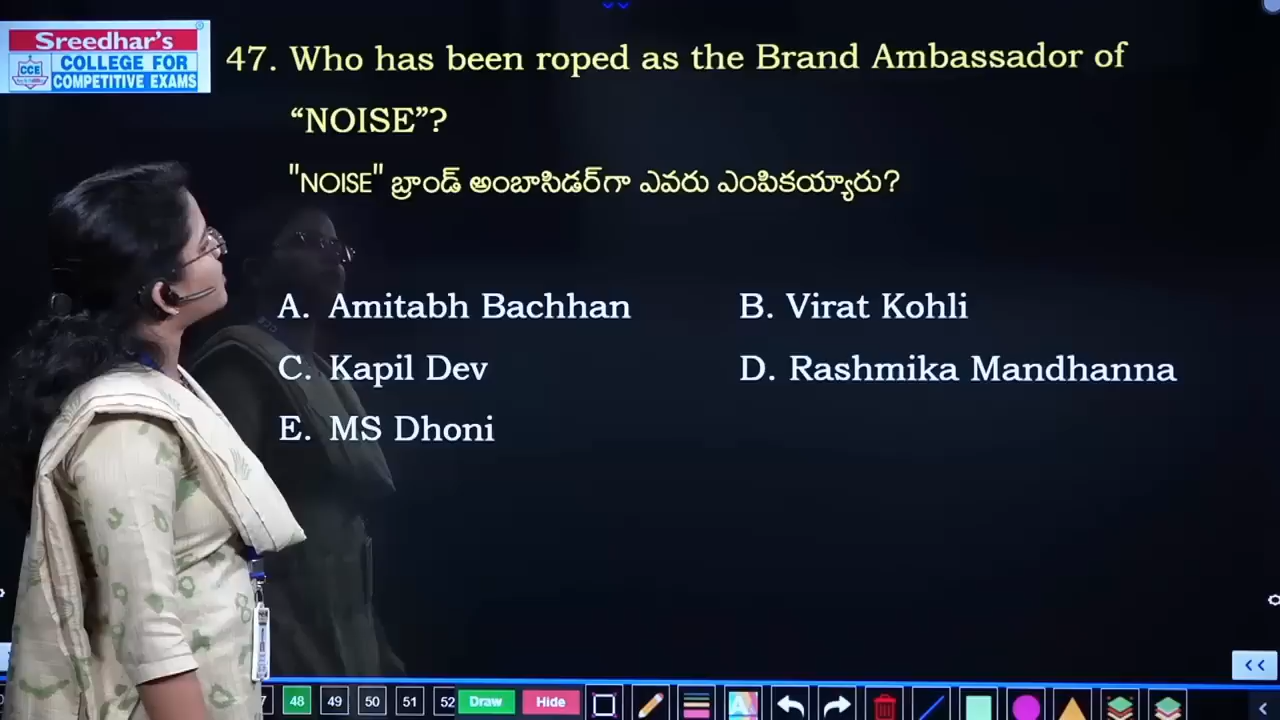 Sreedhar's
CCE
COLLEGE FOR
COMPETITIVE EXAMS
47. Who has been roped as the Brand Ambassador of
“NOISE”?
"NOISE" బ్రాండ్ అంబాసిడర్‌గా ఎవరు ఎంపికయ్యారు?
A. Amitabh Bachhan
B. Virat Kohli
C. Kapil Dev
D. Rashmika Mandhanna
E. MS Dhoni
48 49 50 51 52 Draw Hide